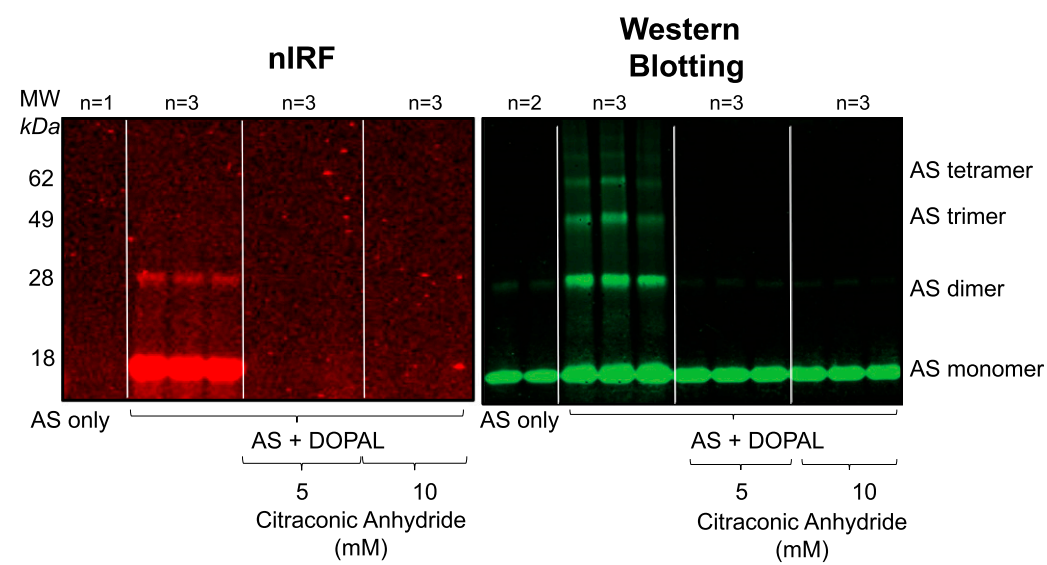 nIRF
Western
Blotting
MW
kDa
n=1
n=3
n=3
n=3
n=2
n=3
n=3
n=3
62
49
28
18
AS tetramer
AS trimer
AS dimer
AS monomer
AS only
AS + DOPAL
5
10
Citraconic Anhydride
(mM)
AS only
AS + DOPAL
5
10
Citraconic Anhydride
(mM)